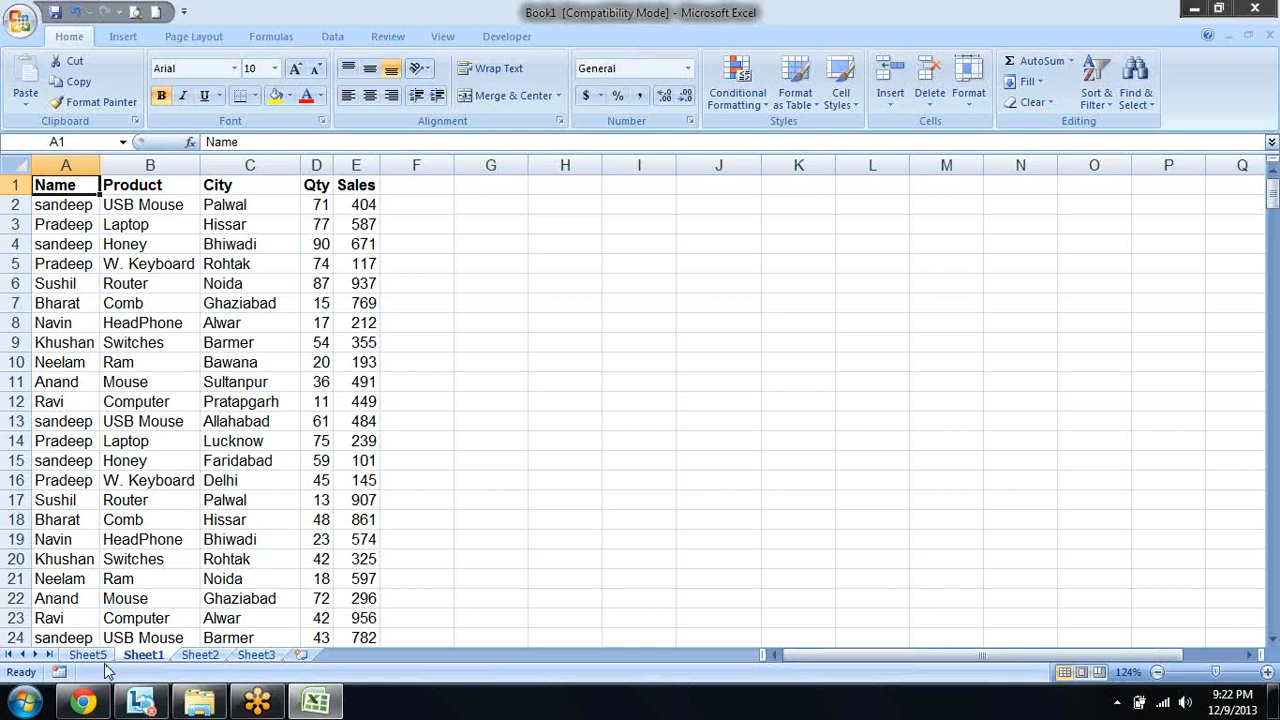 Book1 [Compatibility Mode] - Microsoft Excel
Home Insert Page Layout Formulas Data Review View Developer
Paste Cut Copy Format Painter Clipboard
Arial 10 B I U A A A Font
Wrap Text Merge & Center Alignment
General $ % , .0 .00 .00 .0 Number
Conditional Formatting Format as Table Cell Styles Styles
Insert Delete Format Cells
Σ AutoSum Fill Clear Sort & Filter Find & Select Editing
A1 fx Name
A B C D E F G H I J K L M N O P Q
1 Name Product City Qty Sales
2 sandeep USB Mouse Palwal 71 404
3 Pradeep Laptop Hissar 77 587
4 sandeep Honey Bhiwadi 90 671
5 Pradeep W. Keyboard Rohtak 74 117
6 Sushil Router Noida 87 937
7 Bharat Comb Ghaziabad 15 769
8 Navin HeadPhone Alwar 17 212
9 Khushan Switches Barmer 54 355
10 Neelam Ram Bawana 20 193
11 Anand Mouse Sultanpur 36 491
12 Ravi Computer Pratapgarh 11 449
13 sandeep USB Mouse Allahabad 61 484
14 Pradeep Laptop Lucknow 75 239
15 sandeep Honey Faridabad 59 101
16 Pradeep W. Keyboard Delhi 45 145
17 Sushil Router Palwal 13 907
18 Bharat Comb Hissar 48 861
19 Navin HeadPhone Bhiwadi 23 574
20 Khushan Switches Rohtak 42 325
21 Neelam Ram Noida 18 597
22 Anand Mouse Ghaziabad 72 296
23 Ravi Computer Alwar 42 956
24 sandeep USB Mouse Barmer 43 782
Sheet5 Sheet1 Sheet2 Sheet3
Ready 124%
9:22 PM
12/9/2013